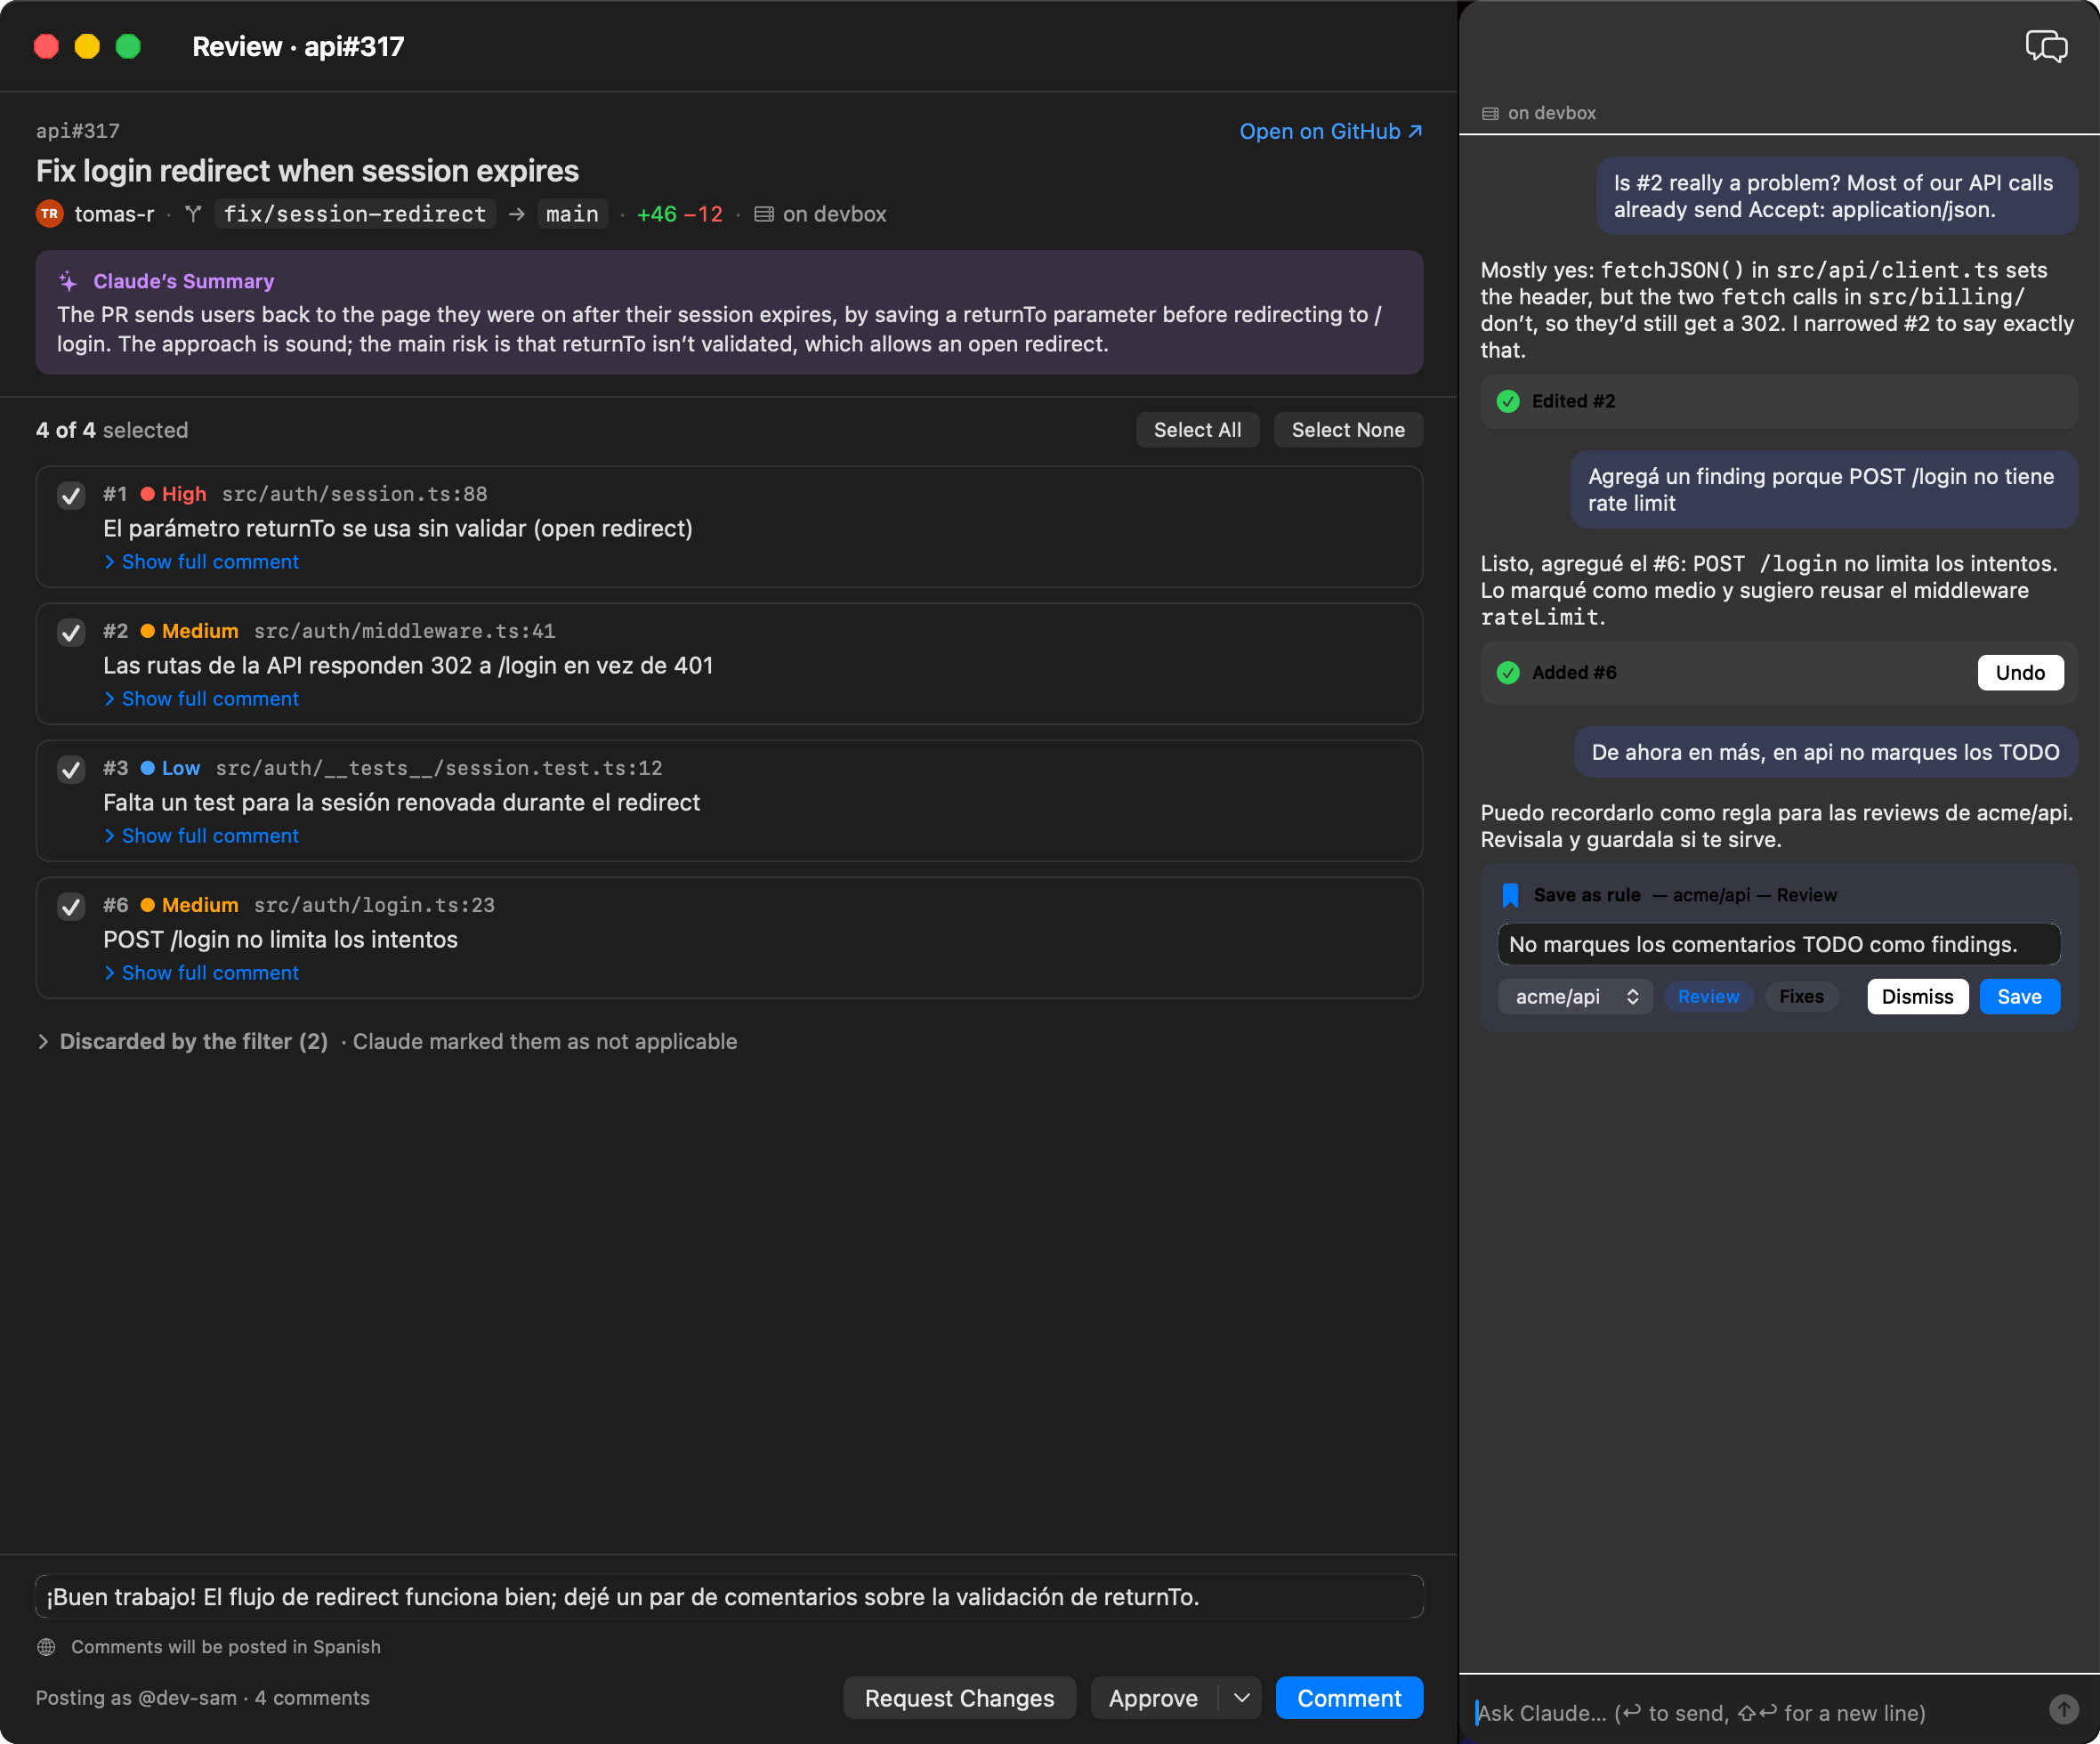 Review · api#317
api#317
Open on GitHub ↗
Fix login redirect when session expires
TR tomas-r · fix/session-redirect → main · +46 −12 · on devbox
Claude’s Summary
The PR sends users back to the page they were on after their session expires, by saving a returnTo parameter before redirecting to /
login. The approach is sound; the main risk is that returnTo isn’t validated, which allows an open redirect.
4 of 4 selected
Select All
Select None
#1 High src/auth/session.ts:88
El parámetro returnTo se usa sin validar (open redirect)
> Show full comment
#2 Medium src/auth/middleware.ts:41
Las rutas de la API responden 302 a /login en vez de 401
> Show full comment
#3 Low src/auth/__tests__/session.test.ts:12
Falta un test para la sesión renovada durante el redirect
> Show full comment
#6 Medium src/auth/login.ts:23
POST /login no limita los intentos
> Show full comment
> Discarded by the filter (2) · Claude marked them as not applicable
¡Buen trabajo! El flujo de redirect funciona bien; dejé un par de comentarios sobre la validación de returnTo.
Comments will be posted in Spanish
Posting as @dev-sam · 4 comments
Request Changes
Approve
Comment
on devbox
Is #2 really a problem? Most of our API calls
already send Accept: application/json.
Mostly yes: fetchJSON() in src/api/client.ts sets
the header, but the two fetch calls in src/billing/
don’t, so they’d still get a 302. I narrowed #2 to say exactly
that.
Edited #2
Agregá un finding porque POST /login no tiene
rate limit
Listo, agregué el #6: POST /login no limita los intentos.
Lo marqué como medio y sugiero reusar el middleware
rateLimit.
Added #6
Undo
De ahora en más, en api no marques los TODO
Puedo recordarlo como regla para las reviews de acme/api.
Revisala y guardala si te sirve.
Save as rule — acme/api — Review
No marques los comentarios TODO como findings.
acme/api
Review
Fixes
Dismiss
Save
Ask Claude... (↩ to send, ⇧↩ for a new line)